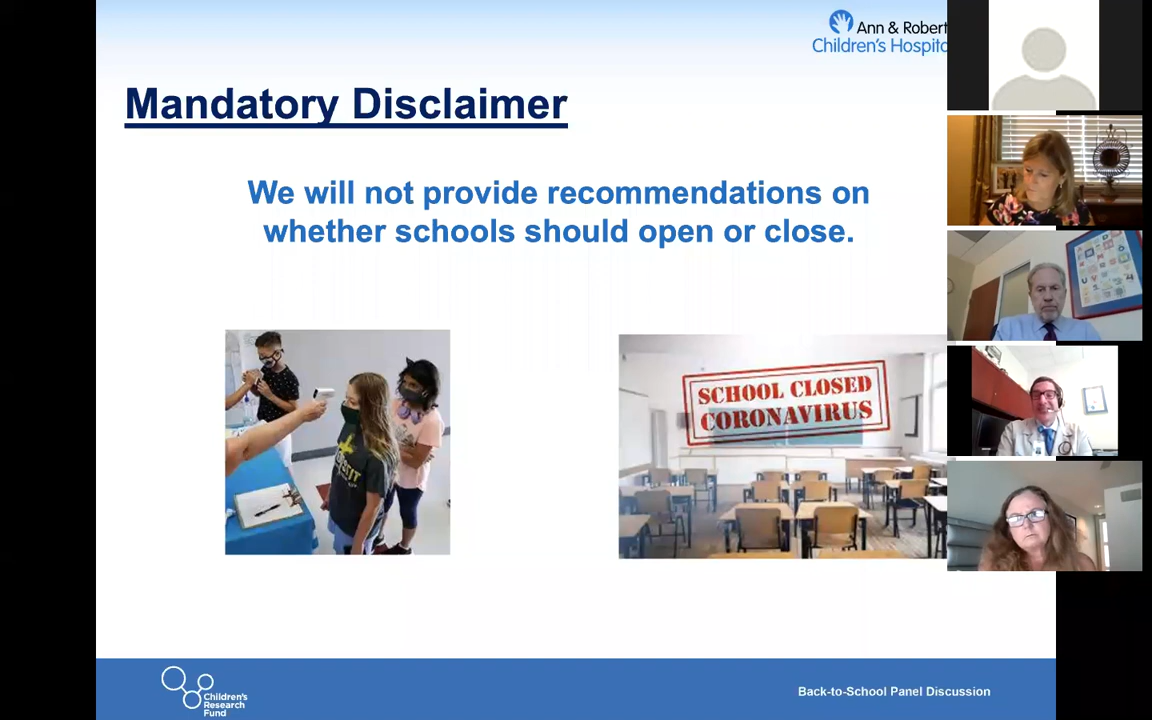 Ann & Robert
Children's Hospita
Mandatory Disclaimer
We will not provide recommendations on
whether schools should open or close.
SCHOOL CLOSED
CORONAVIRUS
Children's
Research
Fund
Back-to-School Panel Discussion